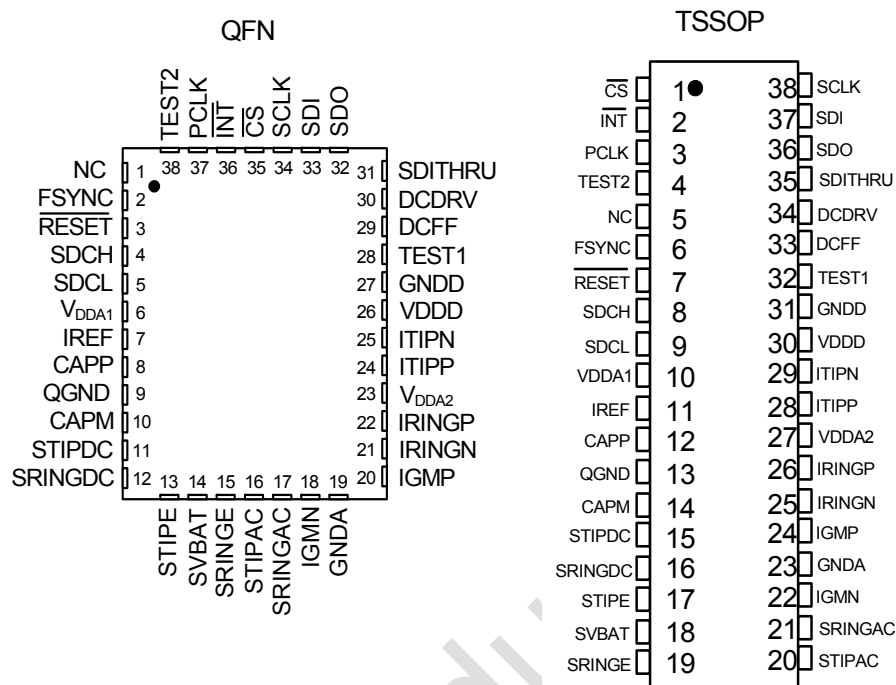 QFN
TEST2 PCLK INT CS SCLK SDI SDO
38 37 36 35 34 33 32
NC 1 31 SDITHRU
FSYNC 2 30 DCDRV
RESET 3 29 DCFF
SDCH 4 28 TEST1
SDCL 5 27 GNDD
VDDA1 6 26 VDDD
IREF 7 25 ITIPN
CAPP 8 24 ITIPP
QGND 9 23 VDDA2
CAPM 10 22 IRINGP
STIPDC 11 21 IRINGN
SRINGDC 12 20 IGMP
13 14 15 16 17 18 19
STIPE SVBAT SRINGE STIPAC SRINGAC IGMN GNDA
TSSOP
CS 1 38 SCLK
INT 2 37 SDI
PCLK 3 36 SDO
TEST2 4 35 SDITHRU
NC 5 34 DCDRV
FSYNC 6 33 DCFF
RESET 7 32 TEST1
SDCH 8 31 GNDD
SDCL 9 30 VDDD
VDDA1 10 29 ITIPN
IREF 11 28 ITIPP
CAPP 12 27 VDDA2
QGND 13 26 IRINGP
CAPM 14 25 IRINGN
STIPDC 15 24 IGMP
SRINGDC 16 23 GNDA
STIPE 17 22 IGMN
SVBAT 18 21 SRINGAC
SRINGE 19 20 STIPAC